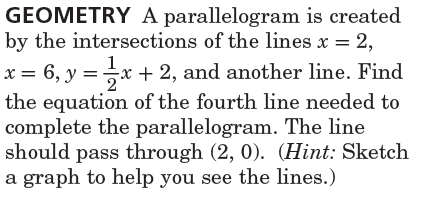 GEOMETRY A parallelogram is created
by the intersections of the lines x = 2,
x = 6, y = 1/2x + 2, and another line. Find
the equation of the fourth line needed to
complete the parallelogram. The line
should pass through (2, 0). (Hint: Sketch
a graph to help you see the lines.)